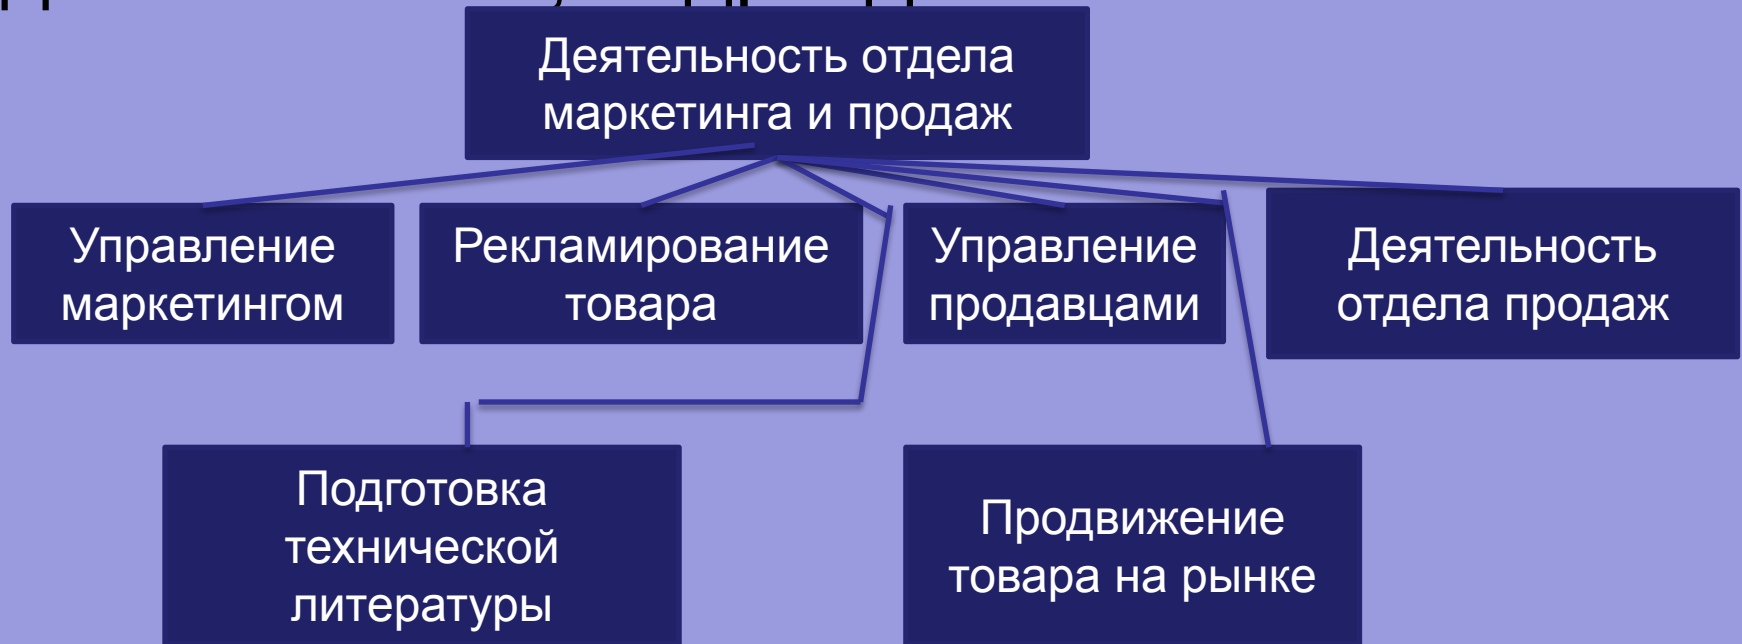 Деятельность отдела
маркетинга и продаж
Управление
маркетингом
Рекламирование
товара
Управление
продавцами
Деятельность
отдела продаж
Подготовка
технической
литературы
Продвижение
товара на рынке